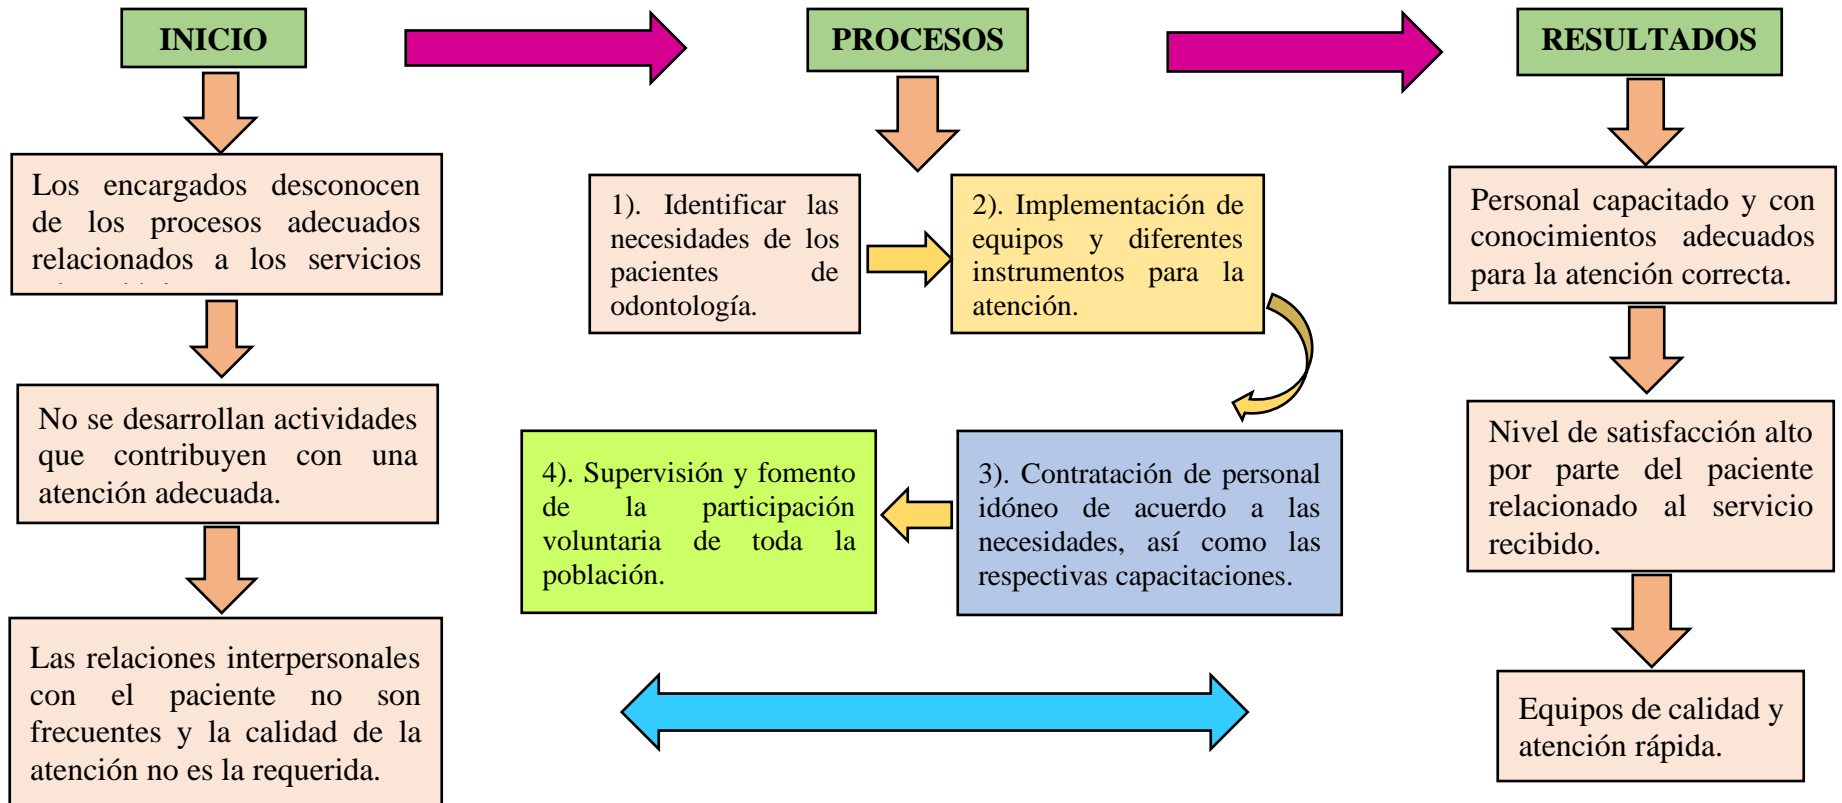 INICIO
PROCESOS
RESULTADOS
Los encargados desconocen
de los procesos adecuados
relacionados a los servicios
No se desarrollan actividades
que contribuyen con una
atención adecuada.
Las relaciones interpersonales
con el paciente no son
frecuentes y la calidad de la
atención no es la requerida.
1). Identificar las
necesidades de los
pacientes de
odontología.
2). Implementación de
equipos y diferentes
instrumentos para la
atención.
3). Contratación de personal
idóneo de acuerdo a las
necesidades, así como las
respectivas capacitaciones.
4). Supervisión y fomento
de la participación
voluntaria de toda la
población.
Personal capacitado y con
conocimientos adecuados
para la atención correcta.
Nivel de satisfacción alto
por parte del paciente
relacionado al servicio
recibido.
Equipos de calidad y
atención rápida.